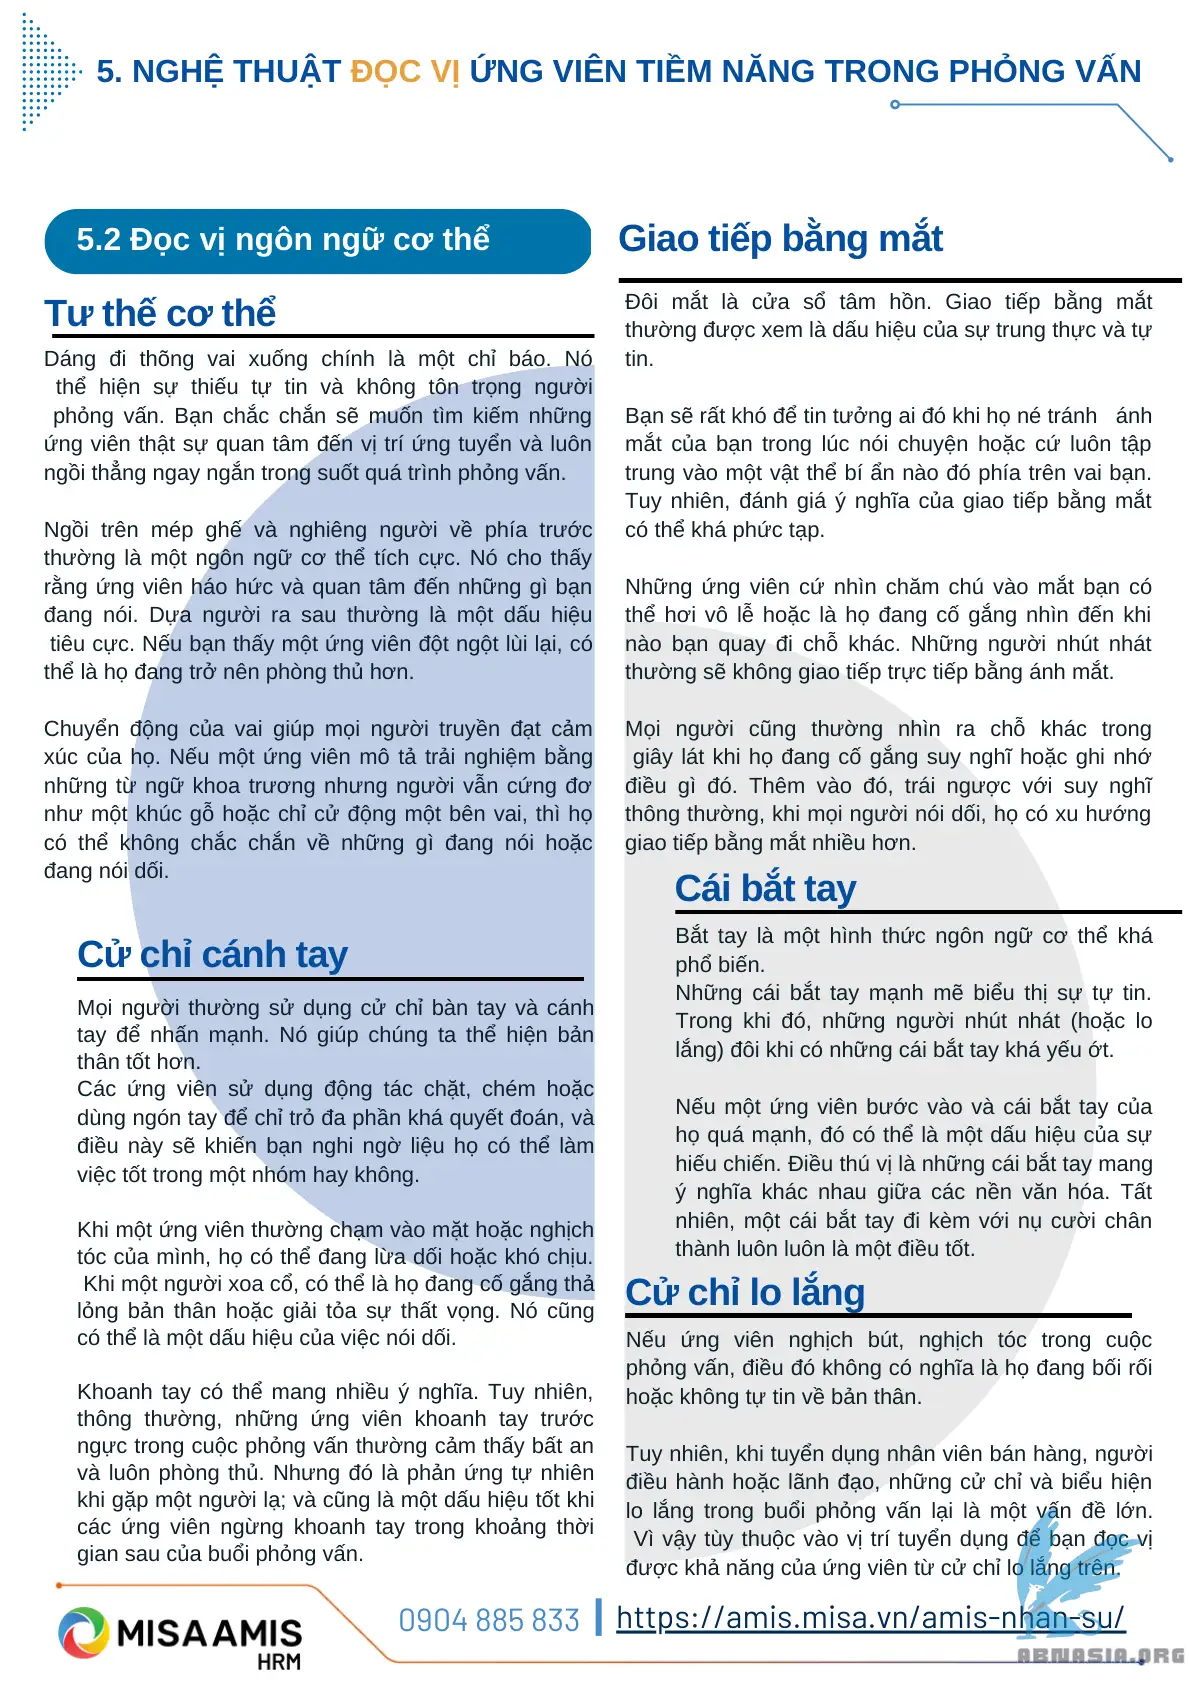 5. NGHỆ THUẬT ĐỌC VỊ ỨNG VIÊN TIỀM NĂNG TRONG PHỎNG VẤN
5.2 Đọc vị ngôn ngữ cơ thể
Tư thế cơ thể
Dáng đi thõng vai xuống chính là một chỉ báo. Nó
thể hiện sự thiếu tự tin và không tôn trọng người
phỏng vấn. Bạn chắc chắn sẽ muốn tìm kiếm những
ứng viên thật sự quan tâm đến vị trí ứng tuyển và luôn
ngồi thẳng ngay ngắn trong suốt quá trình phỏng vấn.
Ngồi trên mép ghế và nghiêng người về phía trước
thường là một ngôn ngữ cơ thể tích cực. Nó cho thấy
rằng ứng viên háo hức và quan tâm đến những gì bạn
đang nói. Dựa người ra sau thường là một dấu hiệu
tiêu cực. Nếu bạn thấy một ứng viên đột ngột lùi lại, có
thể là họ đang trở nên phòng thủ hơn.
Chuyển động của vai giúp mọi người truyền đạt cảm
xúc của họ. Nếu một ứng viên mô tả trải nghiệm bằng
những từ ngữ khoa trương nhưng người vẫn cứng đơ
như một khúc gỗ hoặc chỉ cử động một bên vai, thì họ
có thể không chắc chắn về những gì đang nói hoặc
đang nói dối.
Cử chỉ cánh tay
Mọi người thường sử dụng cử chỉ bàn tay và cánh
tay để nhấn mạnh. Nó giúp chúng ta thể hiện bản
thân tốt hơn.
Các ứng viên sử dụng động tác chặt, chém hoặc
dùng ngón tay để chỉ trỏ đa phần khá quyết đoán, và
điều này sẽ khiến bạn nghi ngờ liệu họ có thể làm
việc tốt trong một nhóm hay không.
Khi một ứng viên thường chạm vào mặt hoặc nghịch
tóc của mình, họ có thể đang lừa dối hoặc khó chịu.
Khi một người xoa cổ, có thể là họ đang cố gắng thả
lỏng bản thân hoặc giải tỏa sự thất vọng. Nó cũng
có thể là một dấu hiệu của việc nói dối.
Khoanh tay có thể mang nhiều ý nghĩa. Tuy nhiên,
thông thường, những ứng viên khoanh tay trước
ngực trong cuộc phỏng vấn thường cảm thấy bất an
và luôn phòng thủ. Nhưng đó là phản ứng tự nhiên
khi gặp một người lạ; và cũng là một dấu hiệu tốt khi
các ứng viên ngừng khoanh tay trong khoảng thời
gian sau của buổi phỏng vấn.
Giao tiếp bằng mắt
Đôi mắt là cửa sổ tâm hồn. Giao tiếp bằng mắt
thường được xem là dấu hiệu của sự trung thực và tự
tin.
Bạn sẽ rất khó để tin tưởng ai đó khi họ né tránh ánh
mắt của bạn trong lúc nói chuyện hoặc cứ luôn tập
trung vào một vật thể bí ẩn nào đó phía trên vai bạn.
Tuy nhiên, đánh giá ý nghĩa của giao tiếp bằng mắt
có thể khá phức tạp.
Những ứng viên cứ nhìn chăm chú vào mắt bạn có
thể hơi vô lễ hoặc là họ đang cố gắng nhìn đến khi
nào bạn quay đi chỗ khác. Những người nhút nhát
thường sẽ không giao tiếp trực tiếp bằng ánh mắt.
Mọi người cũng thường nhìn ra chỗ khác trong
giây lát khi họ đang cố gắng suy nghĩ hoặc ghi nhớ
điều gì đó. Thêm vào đó, trái ngược với suy nghĩ
thông thường, khi mọi người nói dối, họ có xu hướng
giao tiếp bằng mắt nhiều hơn.
Cái bắt tay
Bắt tay là một hình thức ngôn ngữ cơ thể khá
phổ biến.
Những cái bắt tay mạnh mẽ biểu thị sự tự tin.
Trong khi đó, những người nhút nhát (hoặc lo
lắng) đôi khi có những cái bắt tay khá yếu ớt.
Nếu một ứng viên bước vào và cái bắt tay của
họ quá mạnh, đó có thể là một dấu hiệu của sự
hiếu chiến. Điều thú vị là những cái bắt tay mang
ý nghĩa khác nhau giữa các nền văn hóa. Tất
nhiên, một cái bắt tay đi kèm với nụ cười chân
thành luôn luôn là một điều tốt.
Cử chỉ lo lắng
Nếu ứng viên nghịch bút, nghịch tóc trong cuộc
phỏng vấn, điều đó không có nghĩa là họ đang bối rối
hoặc không tự tin về bản thân.
Tuy nhiên, khi tuyển dụng nhân viên bán hàng, người
điều hành hoặc lãnh đạo, những cử chỉ và biểu hiện
lo lắng trong buổi phỏng vấn lại là một vấn đề lớn.
Vì vậy tùy thuộc vào vị trí tuyển dụng để bạn đọc vị
được khả năng của ứng viên từ cử chỉ lo lắng trên.
MISA AMIS
HRM
0904 885 833
https://amis.misa.vn/amis-nhan-su/
ABNASIA.ORG